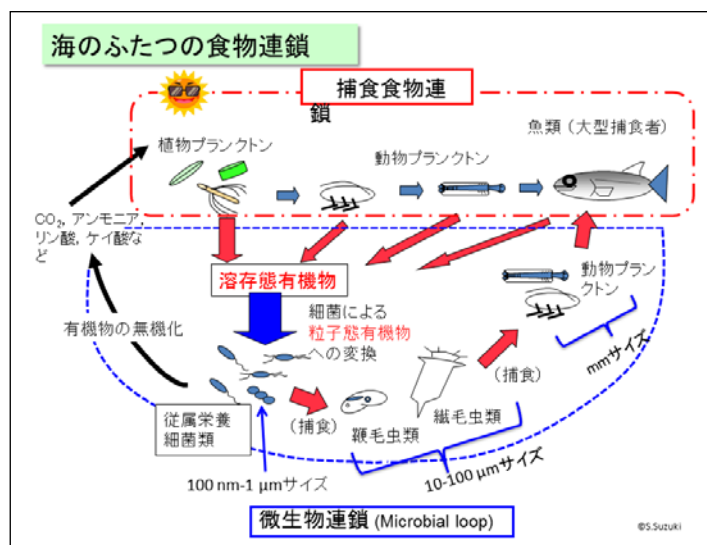 海のふたつの食物連鎖
捕食食物連
鎖
植物プランクトン
動物プランクトン
魚類（大型捕食者）
CO₂, アンモニア,
リン酸, ケイ酸な
ど
溶存態有機物
動物プラン
クトン
細菌による
粒子態有機物
への変換
有機物の無機化
mmサイズ
(捕食)
従属栄養
細菌類
(捕食)
鞭毛虫類
繊毛虫類
100 nm-1 μmサイズ
10-100 μmサイズ
微生物連鎖 (Microbial loop)
©S.Suzuki